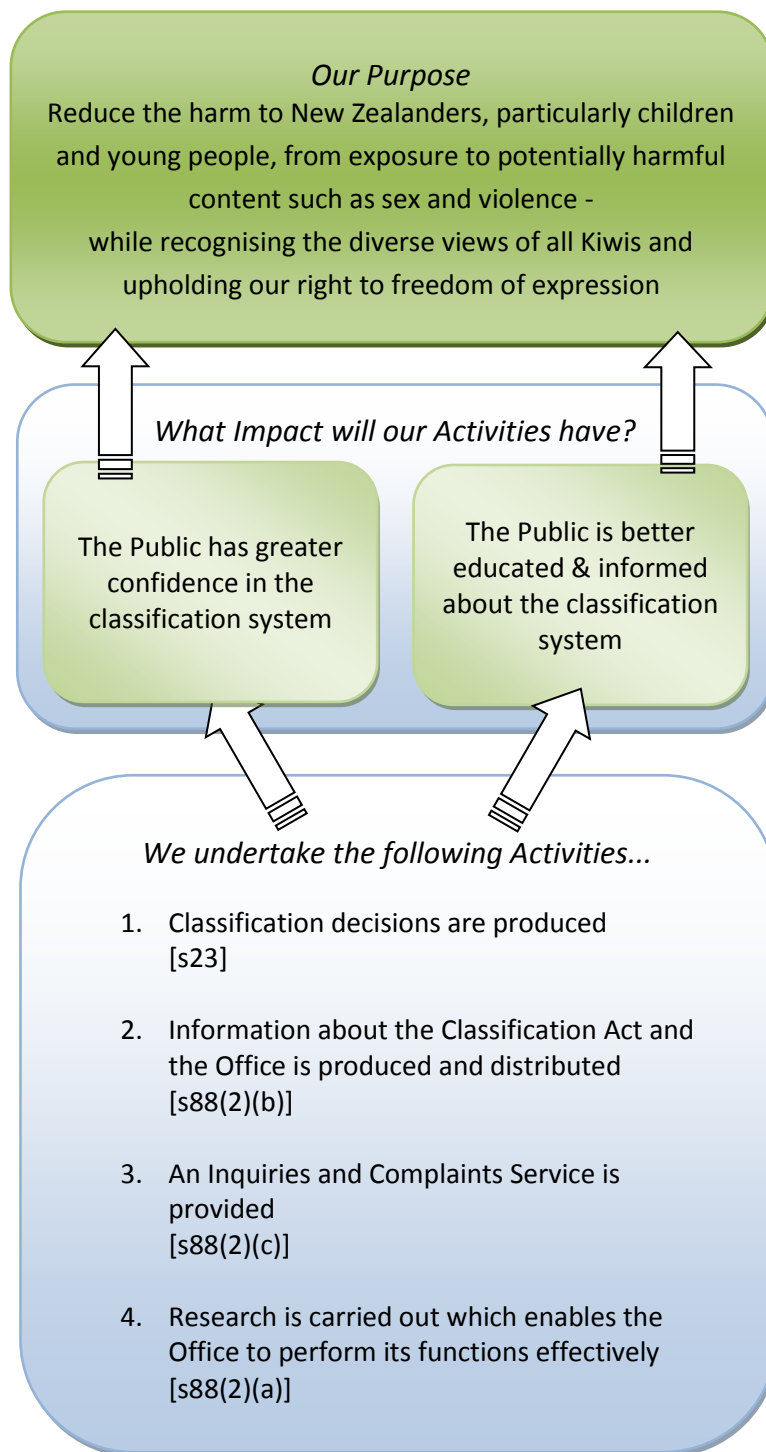 Our Purpose
Reduce the harm to New Zealanders, particularly children
and young people, from exposure to potentially harmful
content such as sex and violence -
while recognising the diverse views of all Kiwis and
upholding our right to freedom of expression
What Impact will our Activities have?
The Public has greater
confidence in the
classification system
The Public is better
educated & informed
about the classification
system
We undertake the following Activities...
1. Classification decisions are produced
[s23]
2. Information about the Classification Act and
the Office is produced and distributed
[s88(2)(b)]
3. An Inquiries and Complaints Service is
provided
[s88(2)(c)]
4. Research is carried out which enables the
Office to perform its functions effectively
[s88(2)(a)]